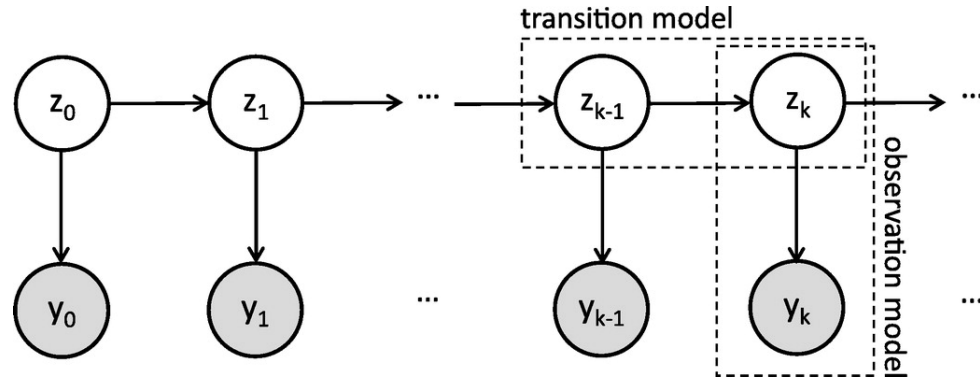 transition model
z₀ z₁ ... zₖ₋₁ zₖ ...
observation model
y₀ y₁ ... yₖ₋₁ yₖ ...